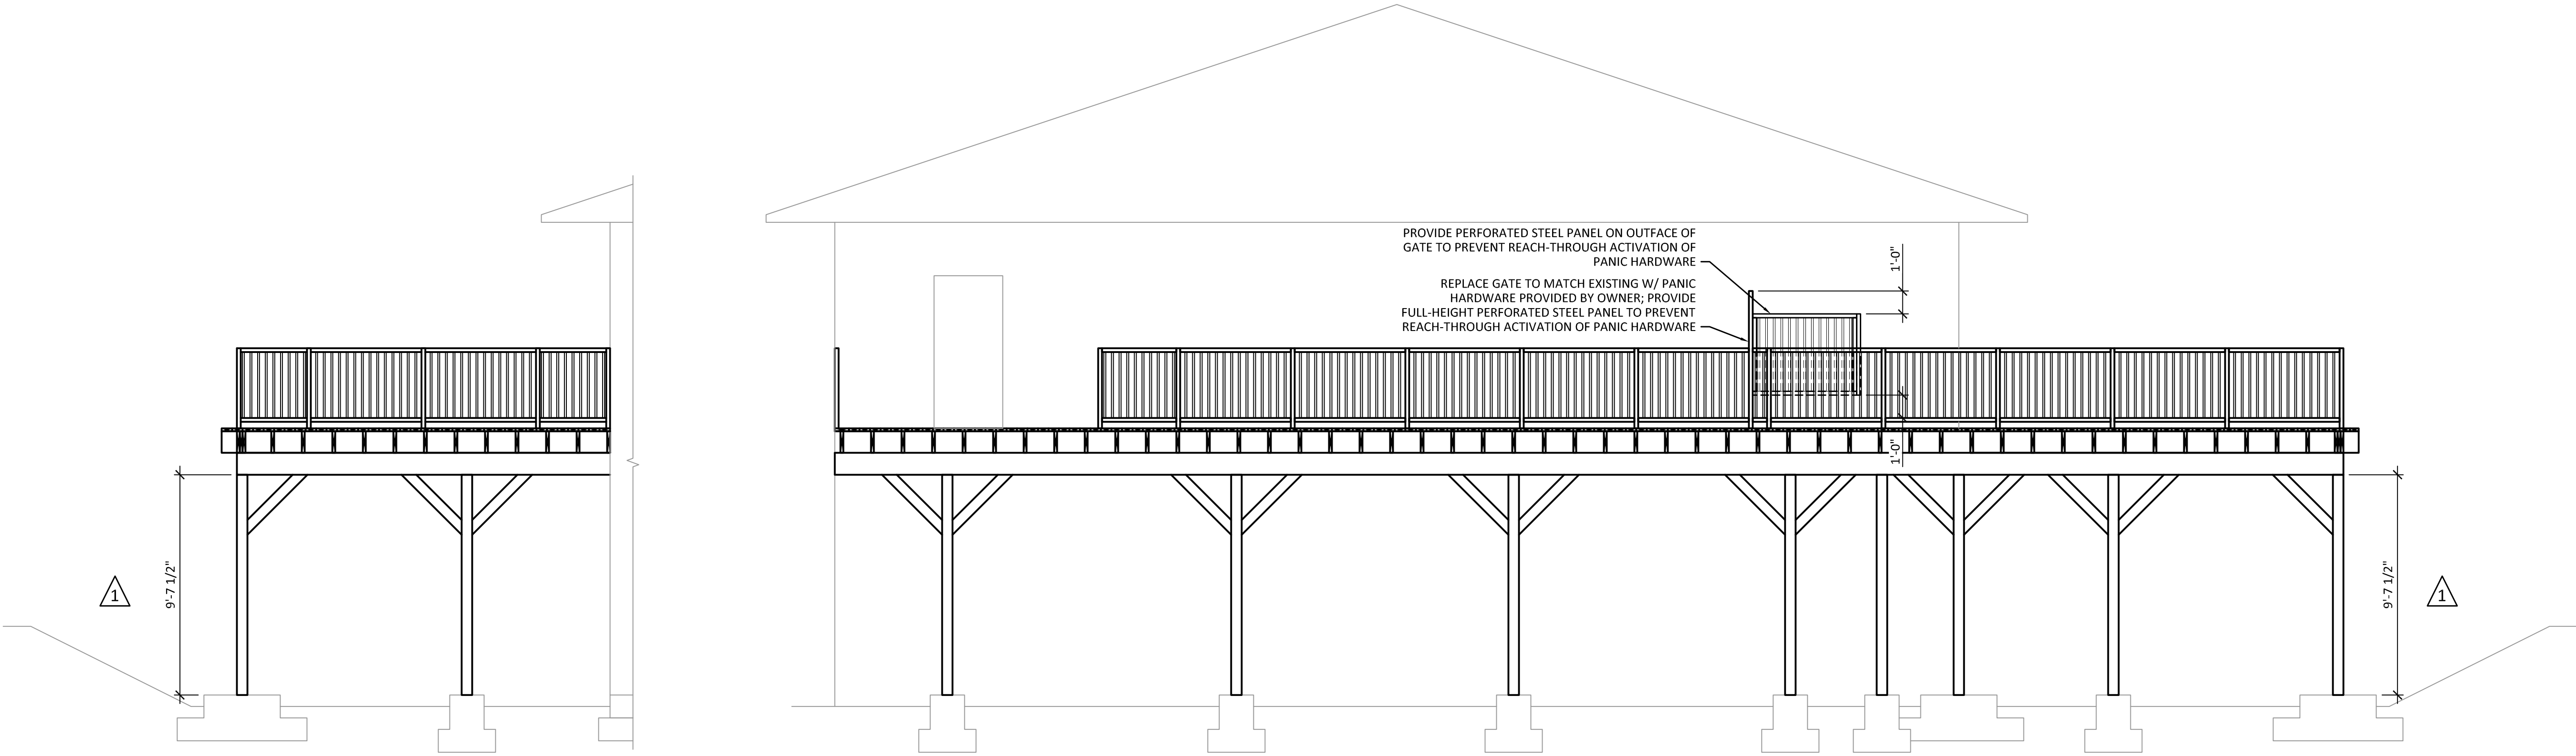 PROVIDE PERFORATED STEEL PANEL ON OUTFACE OF
GATE TO PREVENT REACH-THROUGH ACTIVATION OF
PANIC HARDWARE
REPLACE GATE TO MATCH EXISTING W/ PANIC
HARDWARE PROVIDED BY OWNER; PROVIDE
FULL-HEIGHT PERFORATED STEEL PANEL TO PREVENT
REACH-THROUGH ACTIVATION OF PANIC HARDWARE
1'-0"
1'-0"
9'-7 1/2"
1
9'-7 1/2"
1